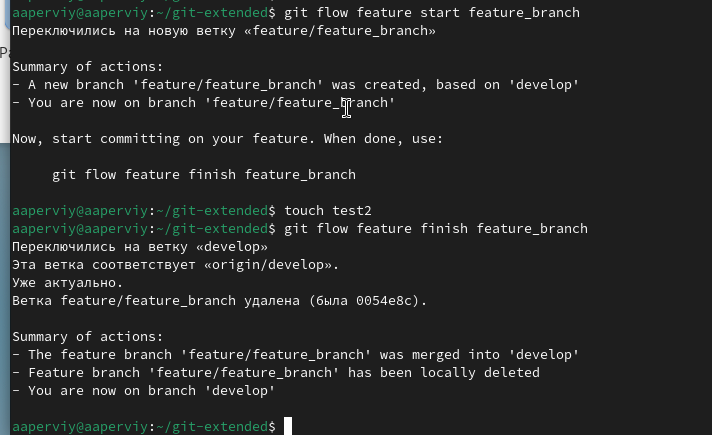 aaperviy@aaperviy:~/git-extended$ git flow feature start feature_branch
Переключились на новую ветку «feature/feature_branch»
Summary of actions:
- A new branch 'feature/feature_branch' was created, based on 'develop'
- You are now on branch 'feature/feature_branch'
Now, start committing on your feature. When done, use:
git flow feature finish feature_branch
aaperviy@aaperviy:~/git-extended$ touch test2
aaperviy@aaperviy:~/git-extended$ git flow feature finish feature_branch
Переключились на ветку «develop»
Эта ветка соответствует «origin/develop».
Уже актуально.
Ветка feature/feature_branch удалена (была 0054e8c).
Summary of actions:
- The feature branch 'feature/feature_branch' was merged into 'develop'
- Feature branch 'feature/feature_branch' has been locally deleted
- You are now on branch 'develop'
aaperviy@aaperviy:~/git-extended$